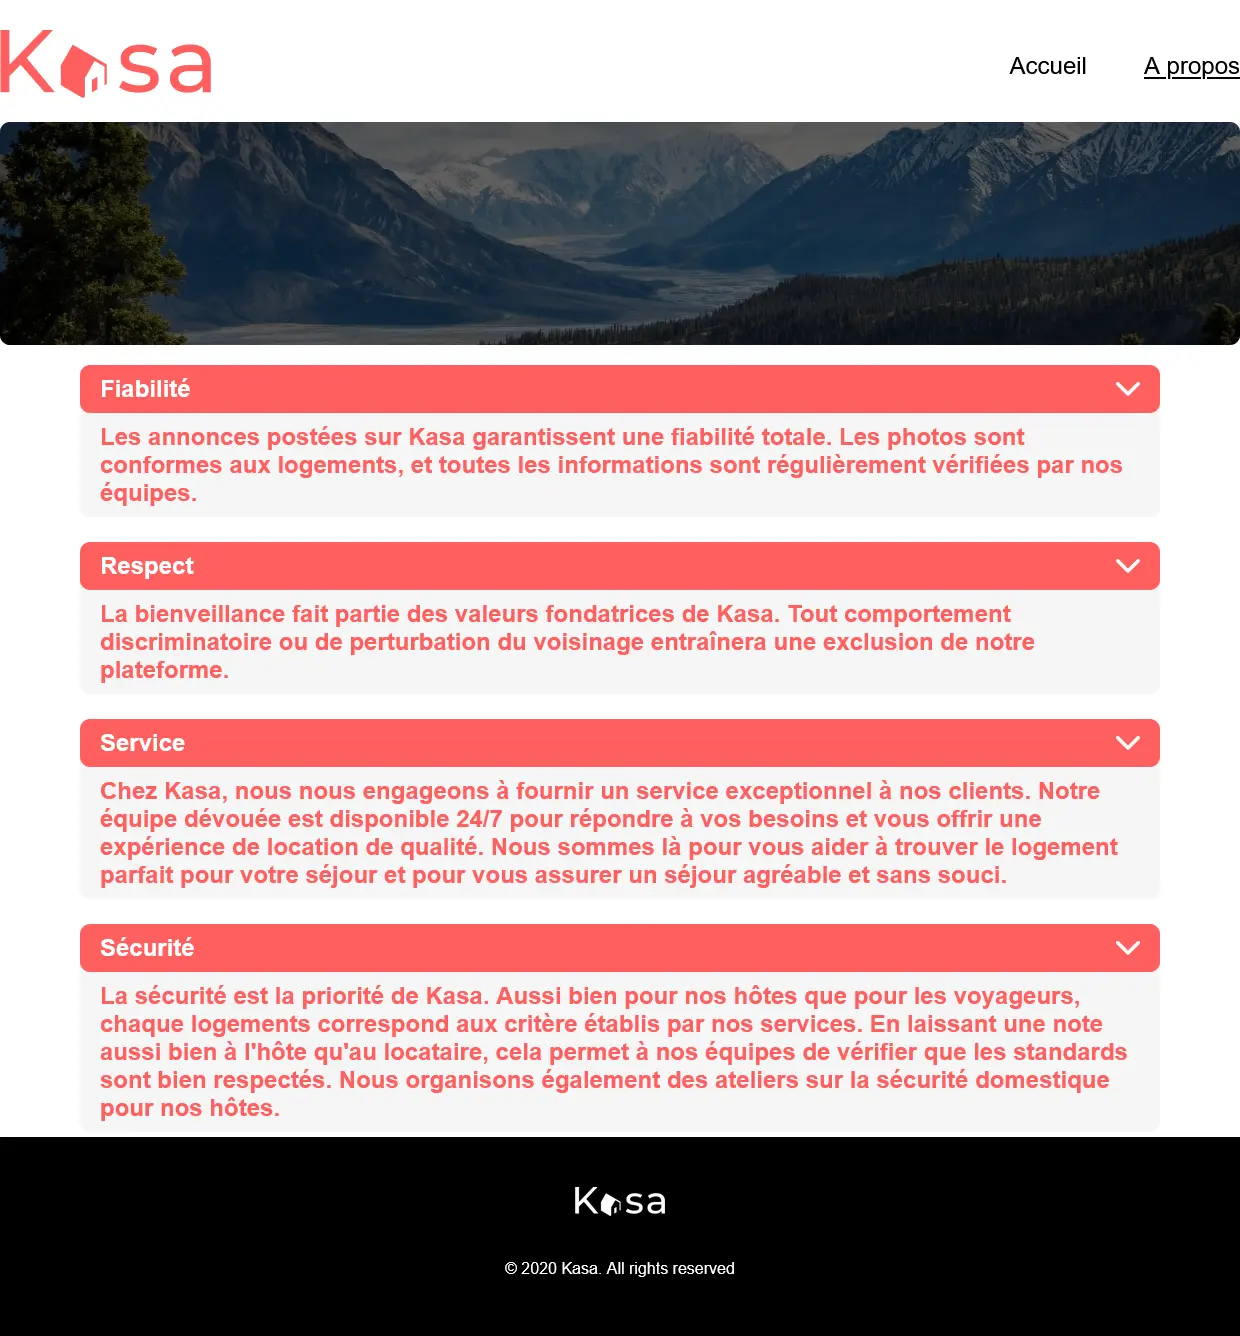 Kasa
Accueil
A propos
Fiabilité
Les annonces postées sur Kasa garantissent une fiabilité totale. Les photos sont
conformes aux logements, et toutes les informations sont régulièrement vérifiées par nos
équipes.
Respect
La bienveillance fait partie des valeurs fondatrices de Kasa. Tout comportement
discriminatoire ou de perturbation du voisinage entraînera une exclusion de notre
plateforme.
Service
Chez Kasa, nous nous engageons à fournir un service exceptionnel à nos clients. Notre
équipe dévouée est disponible 24/7 pour répondre à vos besoins et vous offrir une
expérience de location de qualité. Nous sommes là pour vous aider à trouver le logement
parfait pour votre séjour et pour vous assurer un séjour agréable et sans souci.
Sécurité
La sécurité est la priorité de Kasa. Aussi bien pour nos hôtes que pour les voyageurs,
chaque logements correspond aux critère établis par nos services. En laissant une note
aussi bien à l'hôte qu'au locataire, cela permet à nos équipes de vérifier que les standards
sont bien respectés. Nous organisons également des ateliers sur la sécurité domestique
pour nos hôtes.
Kasa
© 2020 Kasa. All rights reserved